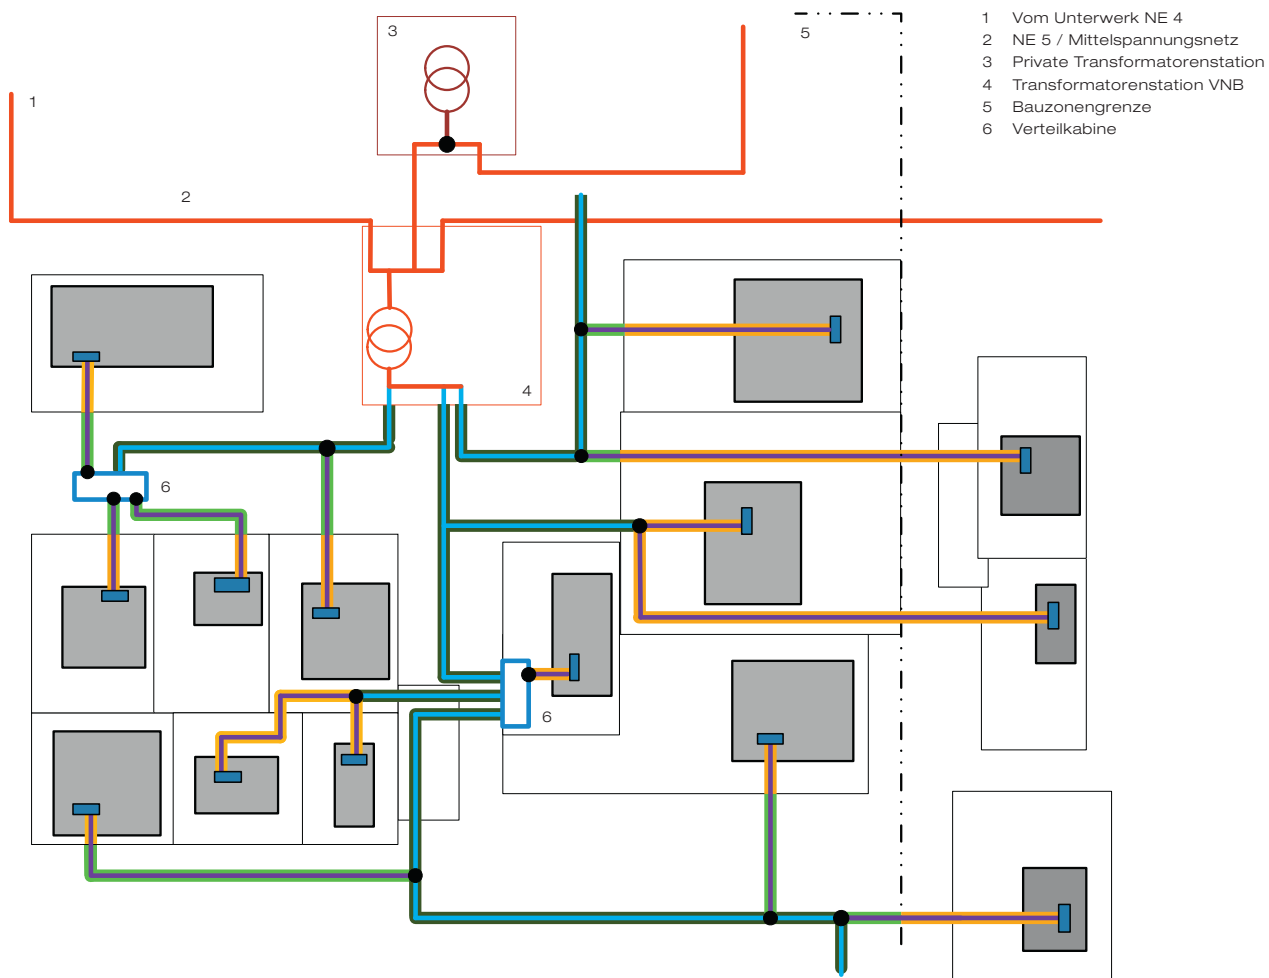 3
5
1
2
4
6
6
1 Vom Unterwerk NE 4
2 NE 5 / Mittelspannungsnetz
3 Private Transformatorenstation
4 Transformatorenstation VNB
5 Bauzonengrenze
6 Verteilkabine